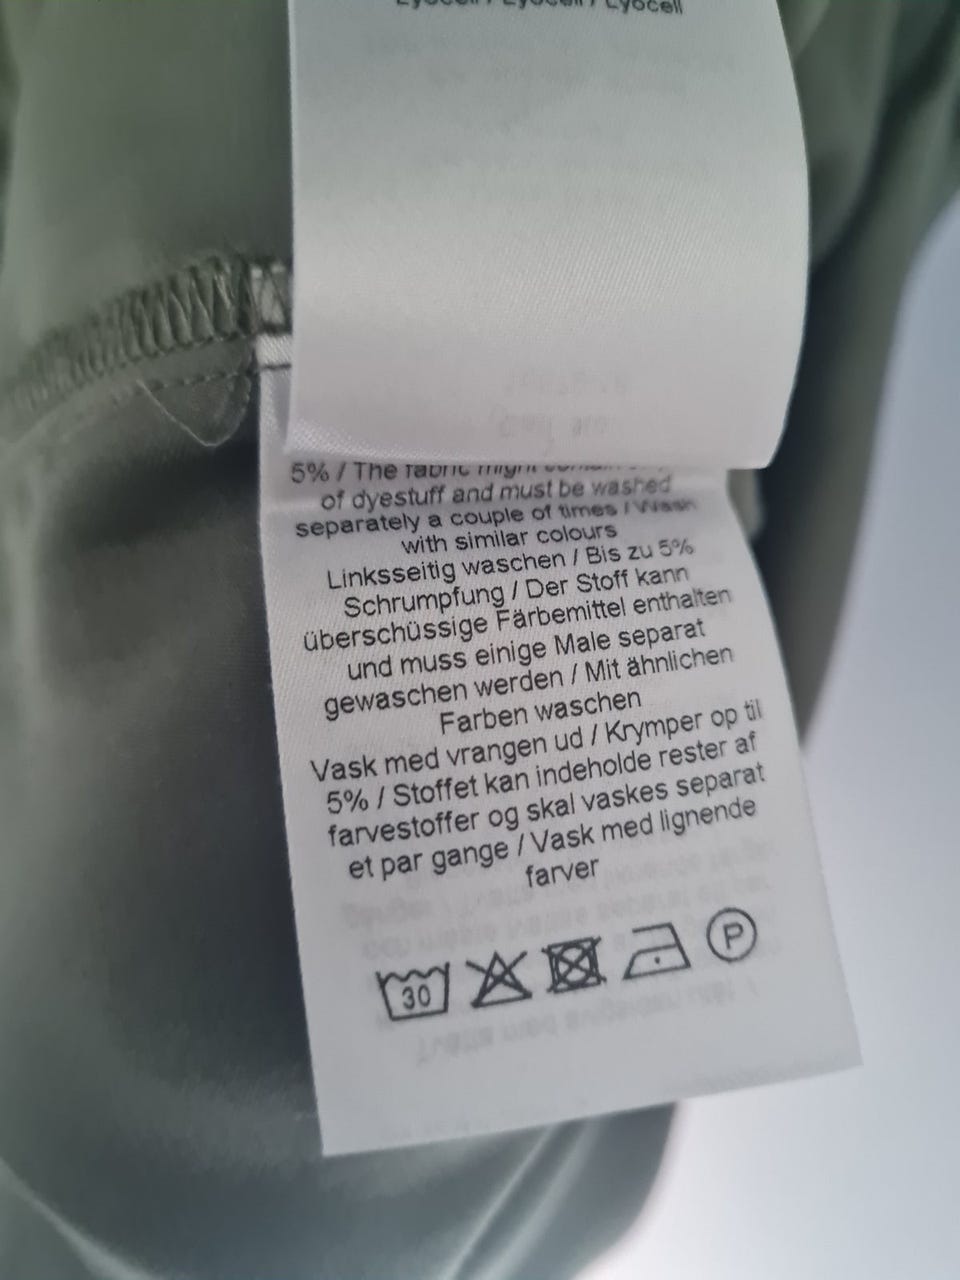 Lyocell / Lyocell / Lyocell
5% / The fabric might
of dyestuff and must be washed
separately a couple of times / Wash
with similar colours
Linksseitig waschen / Bis zu 5%
Schrumpfung / Der Stoff kann
überschüssige Färbemittel enthalten
und muss einige Male separat
gewaschen werden / Mit ähnlichen
Farben waschen
Vask med vrangen ud / Krymper op til
5% / Stoffet kan indeholde rester af
farvestoffer og skal vaskes separat
et par gange / Vask med lignende
farver
30 P